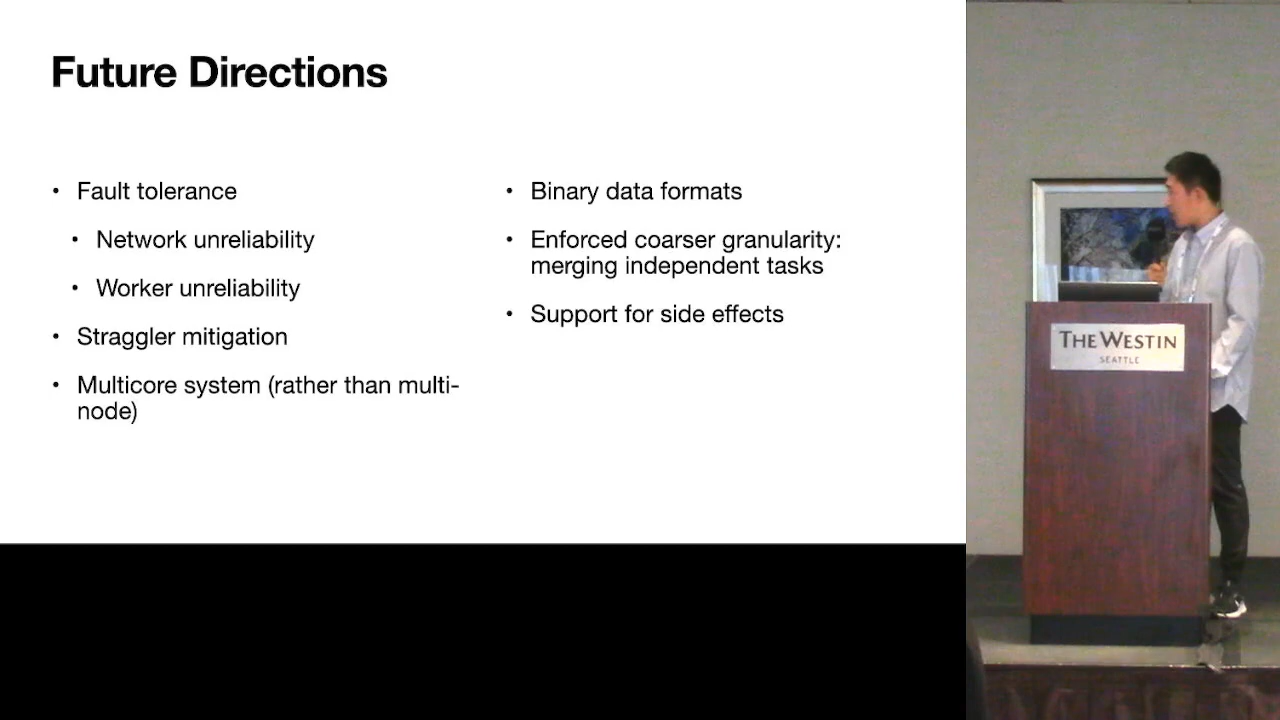 Future Directions
• Fault tolerance
• Network unreliability
• Worker unreliability
• Straggler mitigation
• Multicore system (rather than multi-
node)
• Binary data formats
• Enforced coarser granularity:
merging independent tasks
• Support for side effects
THE WESTIN
SEATTLE